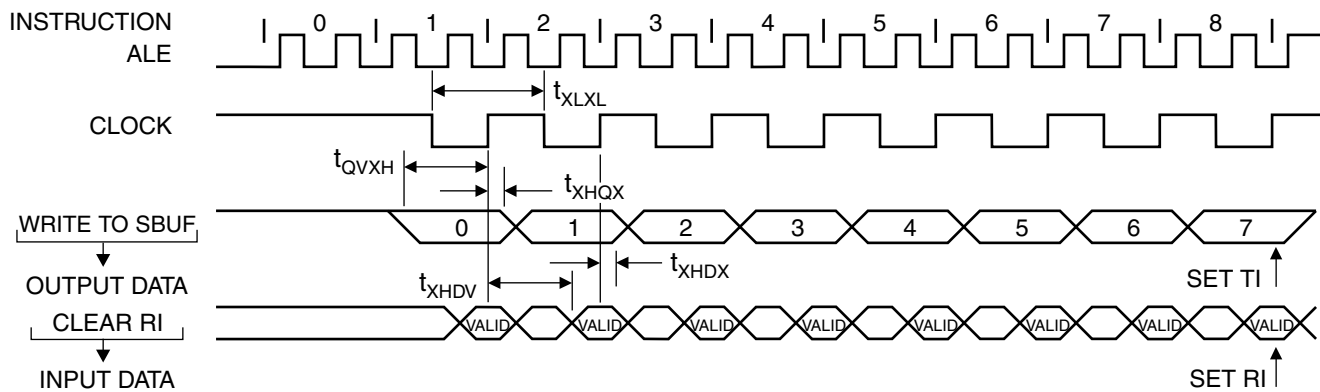 INSTRUCTION 0 1 2 3 4 5 6 7 8
ALE
tXLXL
CLOCK
tQVXH
tXHQX
WRITE TO SBUF 0 1 2 3 4 5 6 7
tXHDX
OUTPUT DATA tXHDV SET TI
CLEAR RI VALID VALID VALID VALID VALID VALID VALID VALID
INPUT DATA SET RI